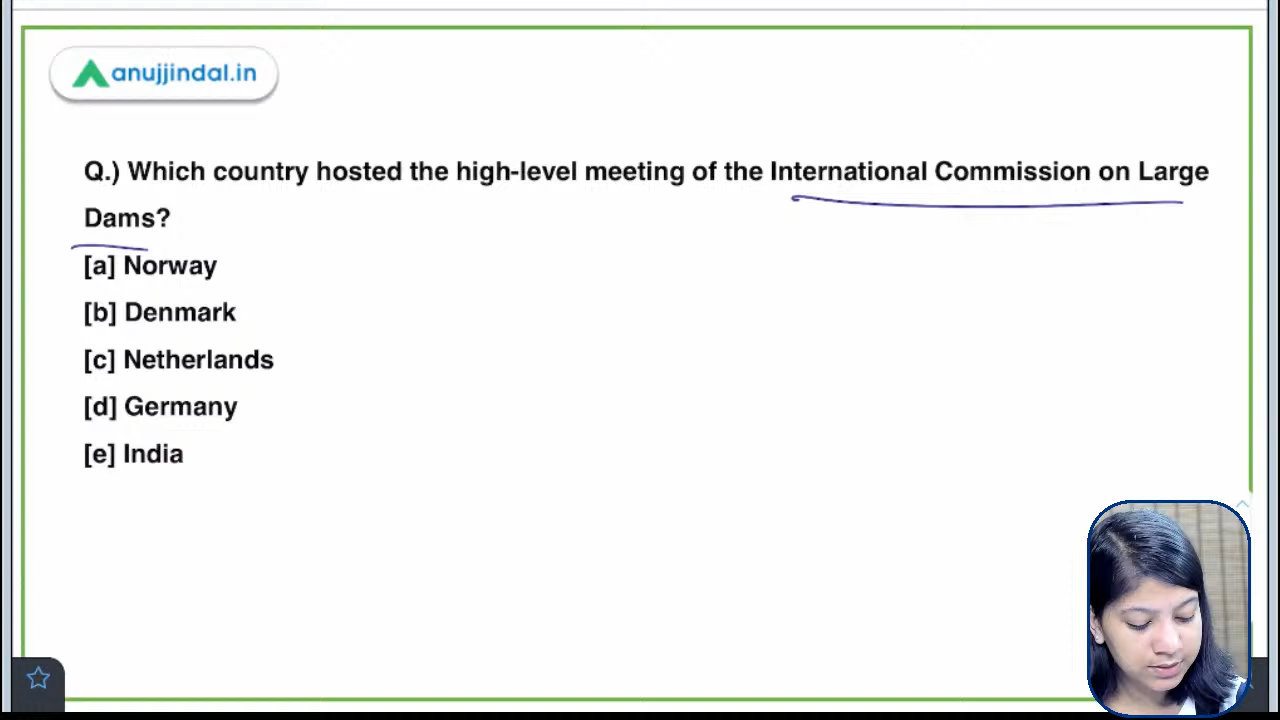 anujjindal.in
Q.) Which country hosted the high-level meeting of the International Commission on Large
Dams?
[a] Norway
[b] Denmark
[c] Netherlands
[d] Germany
[e] India